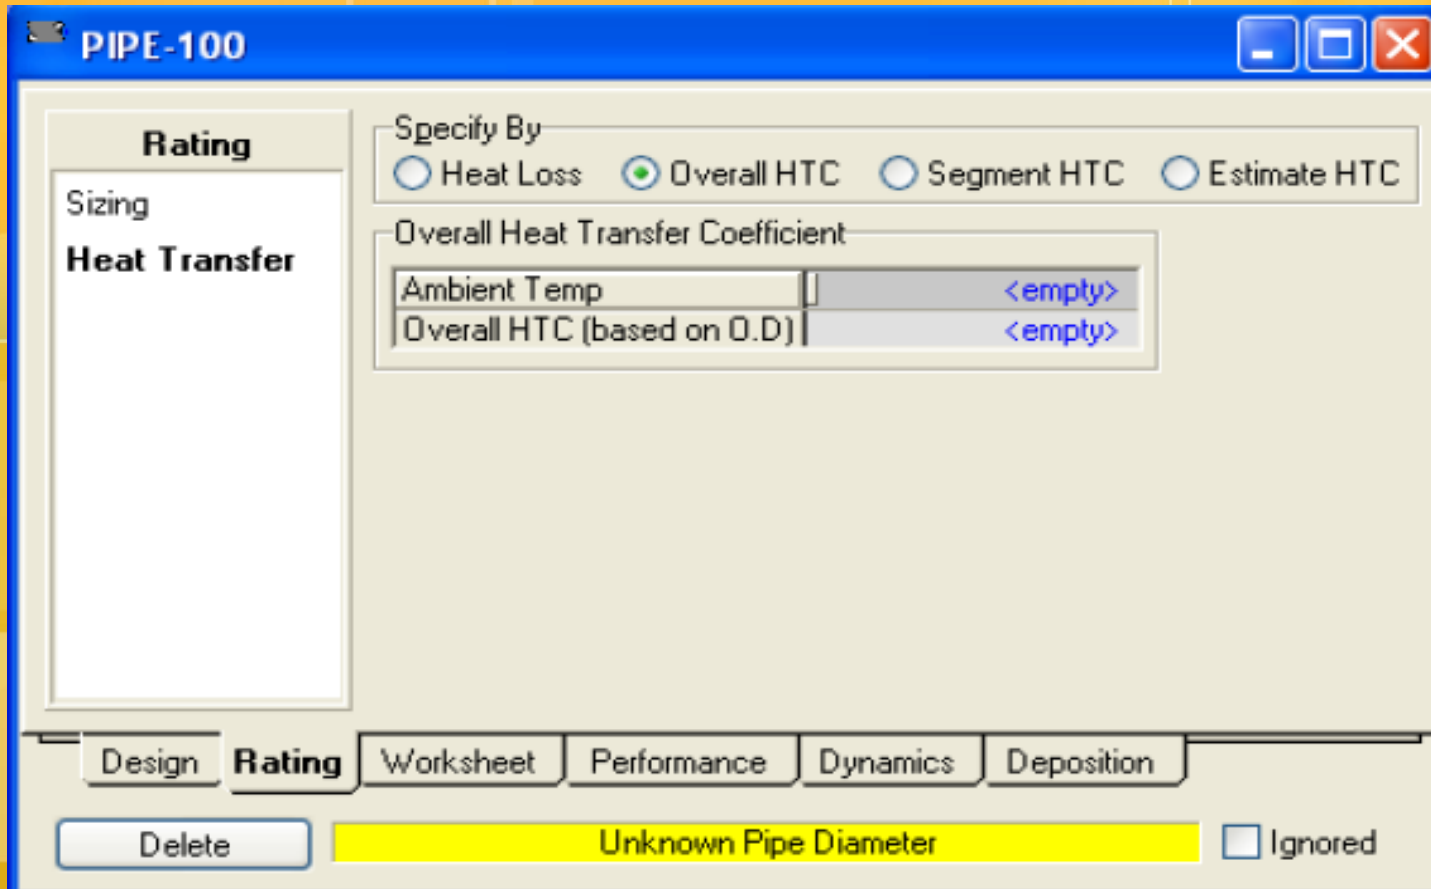 PIPE-100
Rating
Sizing
Heat Transfer
Specify By
Heat Loss Overall HTC Segment HTC Estimate HTC
Overall Heat Transfer Coefficient
Ambient Temp <empty>
Overall HTC (based on O.D) <empty>
Design Rating Worksheet Performance Dynamics Deposition
Delete Unknown Pipe Diameter Ignored